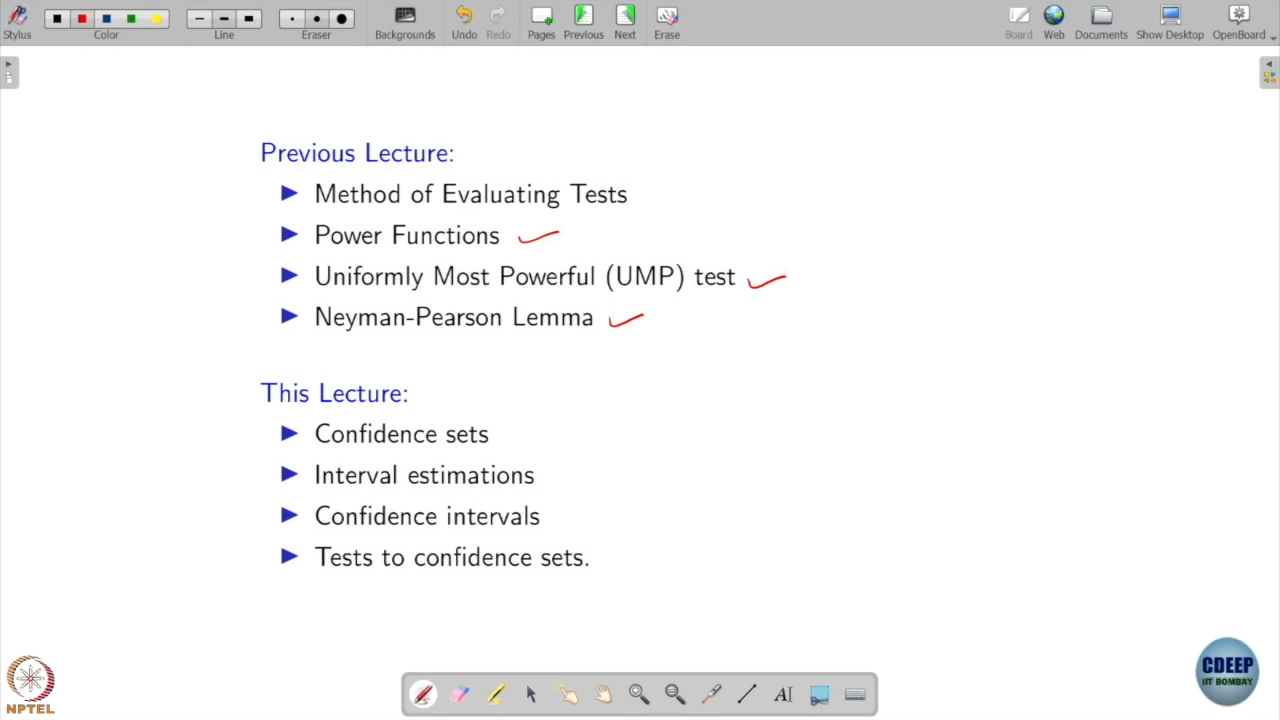 Stylus Color Line Eraser Backgrounds Undo Redo Pages Previous Next Erase Board Web Documents Show Desktop OpenBoard
Previous Lecture:
Method of Evaluating Tests
Power Functions
Uniformly Most Powerful (UMP) test
Neyman-Pearson Lemma
This Lecture:
Confidence sets
Interval estimations
Confidence intervals
Tests to confidence sets.
NPTEL
CDEEP
IIT BOMBAY
AI